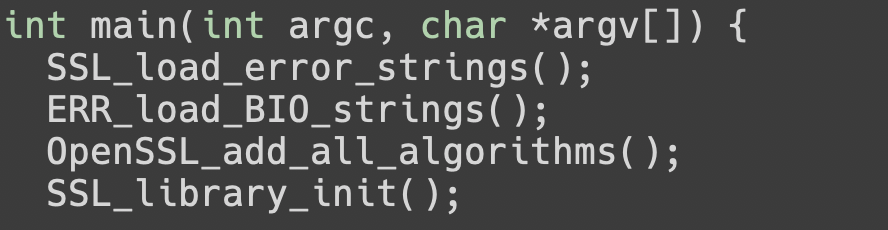 int main(int argc, char *argv[]) {
  SSL_load_error_strings();
  ERR_load_BIO_strings();
  OpenSSL_add_all_algorithms();
  SSL_library_init();